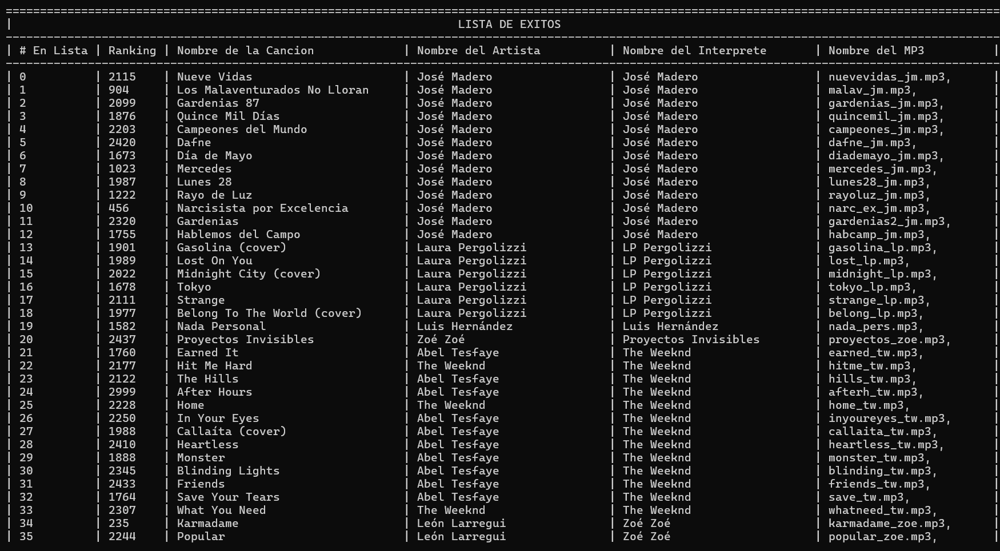 ==================================================================================================================================================
| LISTA DE EXITOS
--------------------------------------------------------------------------------------------------------------------------------------------------
| # En Lista | Ranking | Nombre de la Cancion | Nombre del Artista | Nombre del Interprete | Nombre del MP3 |
--------------------------------------------------------------------------------------------------------------------------------------------------
| 0 | 2115 | Nueve Vidas | José Madero | José Madero | nuevevidas_jm.mp3, |
| 1 | 904 | Los Malaventurados No Lloran | José Madero | José Madero | malav_jm.mp3, |
| 2 | 2099 | Gardenias 87 | José Madero | José Madero | gardenias_jm.mp3, |
| 3 | 1876 | Quince Mil Días | José Madero | José Madero | quincemil_jm.mp3, |
| 4 | 2203 | Campeones del Mundo | José Madero | José Madero | campeones_jm.mp3, |
| 5 | 2420 | Dafne | José Madero | José Madero | dafne_jm.mp3, |
| 6 | 1673 | Día de Mayo | José Madero | José Madero | diademayo_jm.mp3, |
| 7 | 1023 | Mercedes | José Madero | José Madero | mercedes_jm.mp3, |
| 8 | 1987 | Lunes 28 | José Madero | José Madero | lunes28_jm.mp3, |
| 9 | 1222 | Rayo de Luz | José Madero | José Madero | rayoluz_jm.mp3, |
| 10 | 456 | Narcisista por Excelencia | José Madero | José Madero | narc_ex_jm.mp3, |
| 11 | 2320 | Gardenias | José Madero | José Madero | gardenias2_jm.mp3, |
| 12 | 1755 | Hablemos del Campo | José Madero | José Madero | habcamp_jm.mp3, |
| 13 | 1901 | Gasolina (cover) | Laura Pergolizzi | LP Pergolizzi | gasolina_lp.mp3, |
| 14 | 1989 | Lost On You | Laura Pergolizzi | LP Pergolizzi | lost_lp.mp3, |
| 15 | 2022 | Midnight City (cover) | Laura Pergolizzi | LP Pergolizzi | midnight_lp.mp3, |
| 16 | 1678 | Tokyo | Laura Pergolizzi | LP Pergolizzi | tokyo_lp.mp3, |
| 17 | 2111 | Strange | Laura Pergolizzi | LP Pergolizzi | strange_lp.mp3, |
| 18 | 1977 | Belong To The World (cover) | Laura Pergolizzi | LP Pergolizzi | belong_lp.mp3, |
| 19 | 1582 | Nada Personal | Luis Hernández | Luis Hernández | nada_pers.mp3, |
| 20 | 2437 | Proyectos Invisibles | Zoé Zoé | Proyectos Invisibles | proyectos_zoe.mp3, |
| 21 | 1760 | Earned It | Abel Tesfaye | The Weeknd | earned_tw.mp3, |
| 22 | 2177 | Hit Me Hard | The Weeknd | The Weeknd | hitme_tw.mp3, |
| 23 | 2122 | The Hills | Abel Tesfaye | The Weeknd | hills_tw.mp3, |
| 24 | 2999 | After Hours | Abel Tesfaye | The Weeknd | afterh_tw.mp3, |
| 25 | 2228 | Home | The Weeknd | The Weeknd | home_tw.mp3, |
| 26 | 2250 | In Your Eyes | Abel Tesfaye | The Weeknd | inyoureyes_tw.mp3, |
| 27 | 1988 | Callaíta (cover) | Abel Tesfaye | The Weeknd | callaita_tw.mp3, |
| 28 | 2410 | Heartless | Abel Tesfaye | The Weeknd | heartless_tw.mp3, |
| 29 | 1888 | Monster | Abel Tesfaye | The Weeknd | monster_tw.mp3, |
| 30 | 2345 | Blinding Lights | Abel Tesfaye | The Weeknd | blinding_tw.mp3, |
| 31 | 2433 | Friends | Abel Tesfaye | The Weeknd | friends_tw.mp3, |
| 32 | 1764 | Save Your Tears | Abel Tesfaye | The Weeknd | save_tw.mp3, |
| 33 | 2307 | What You Need | The Weeknd | The Weeknd | whatneed_tw.mp3, |
| 34 | 235 | Karmadame | León Larregui | Zoé Zoé | karmadame_zoe.mp3, |
| 35 | 2244 | Popular | León Larregui | Zoé Zoé | popular_zoe.mp3, |